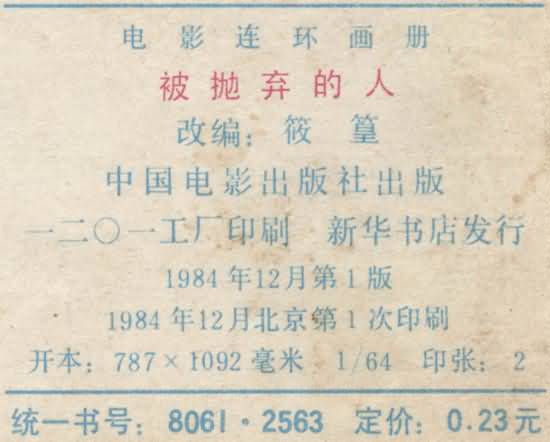 电影连环画册
被抛弃的人
改编：筱篁
中国电影出版社出版
一二〇一工厂印刷 新华书店发行
1984年12月第1版
1984年12月北京第1次印刷
开本：787×1092毫米 1/64 印张：2
统一书号：8061·2563 定价：0.23元